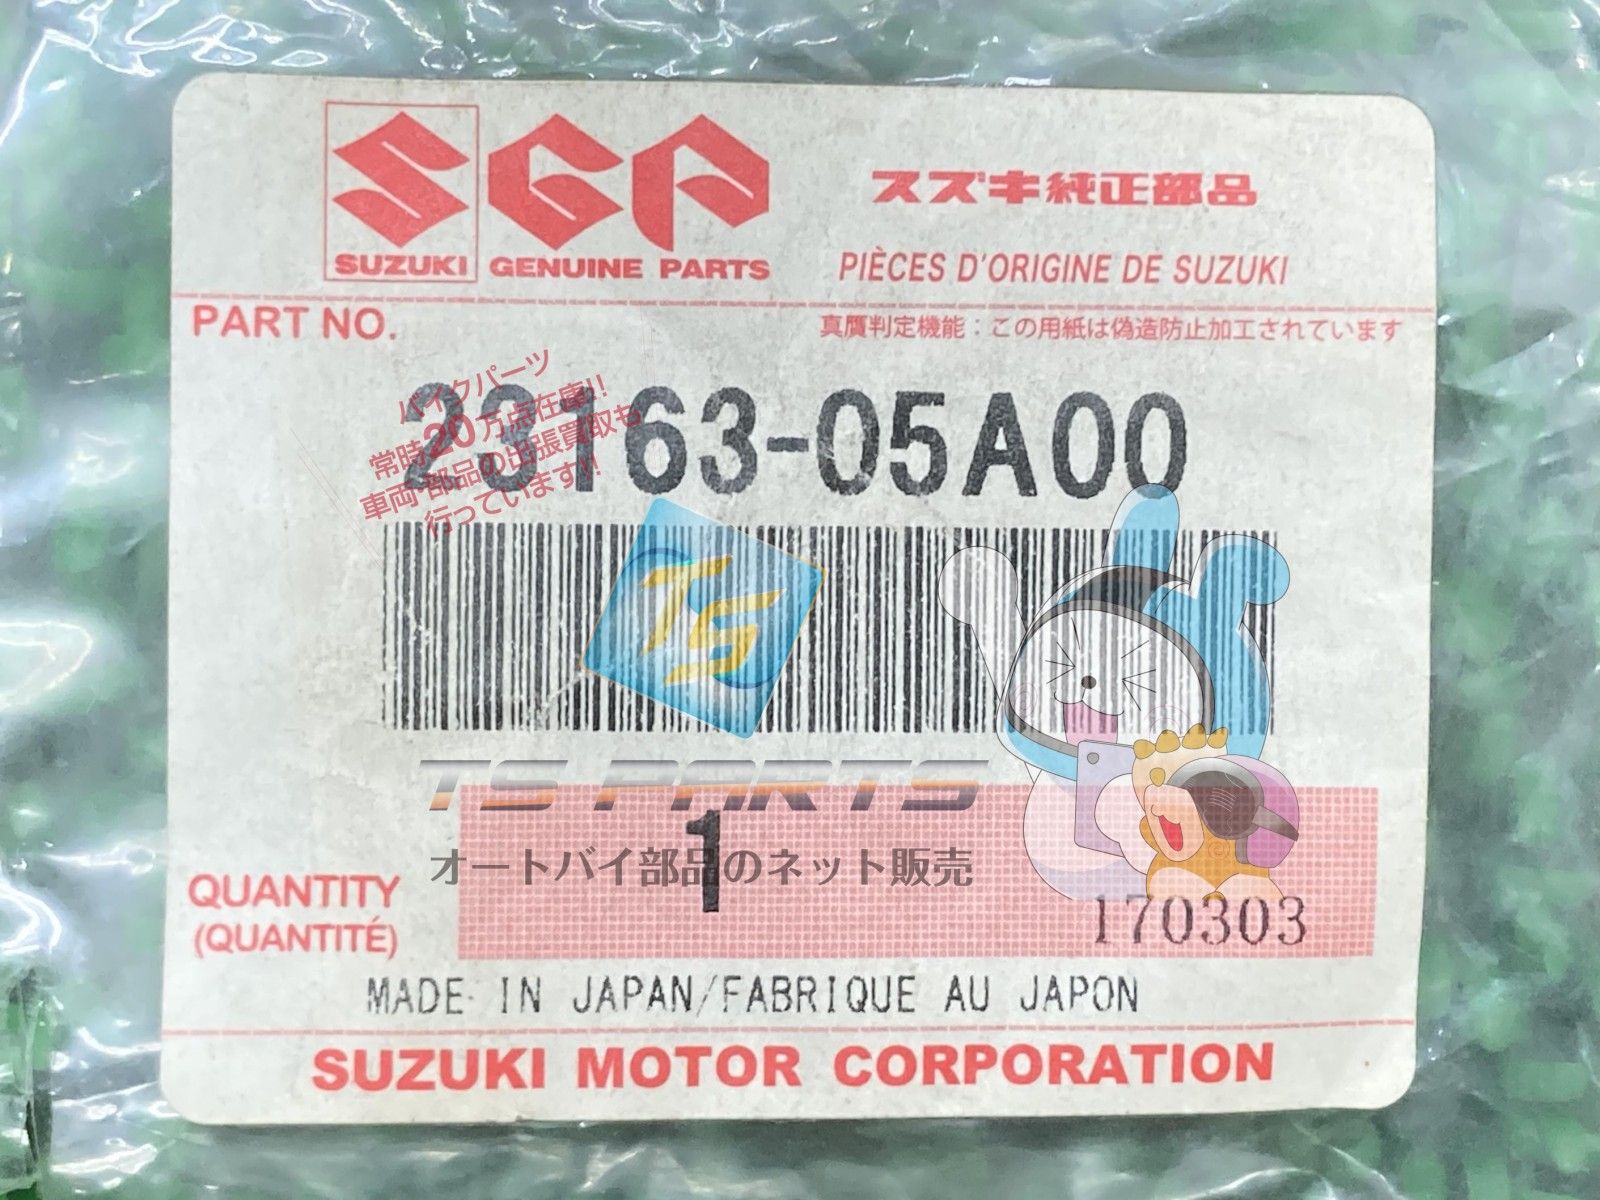 SUZUKI
SGP
GENUINE PARTS
スズキ純正部品
PIÈCES D'ORIGINE DE SUZUKI
PART NO.
真贋判定機能：この用紙は偽造防止加工されています
バイクパーツ
常時20万点在庫!!
車両・部品の出張買取も
行っています!!
23163-05A00
TS
TS PARTS
オートバイ部品のネット販売
QUANTITY
(QUANTITÉ)
1
170303
MADE IN JAPAN/FABRIQUE AU JAPON
SUZUKI MOTOR CORPORATION